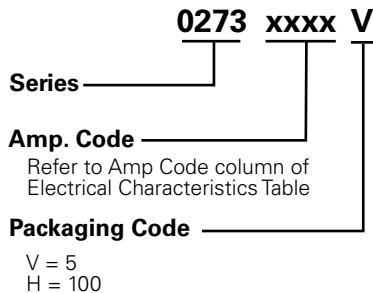 0273 xxxx V
Series
Amp. Code
Refer to Amp Code column of
Electrical Characteristics Table
Packaging Code
V = 5
H = 100